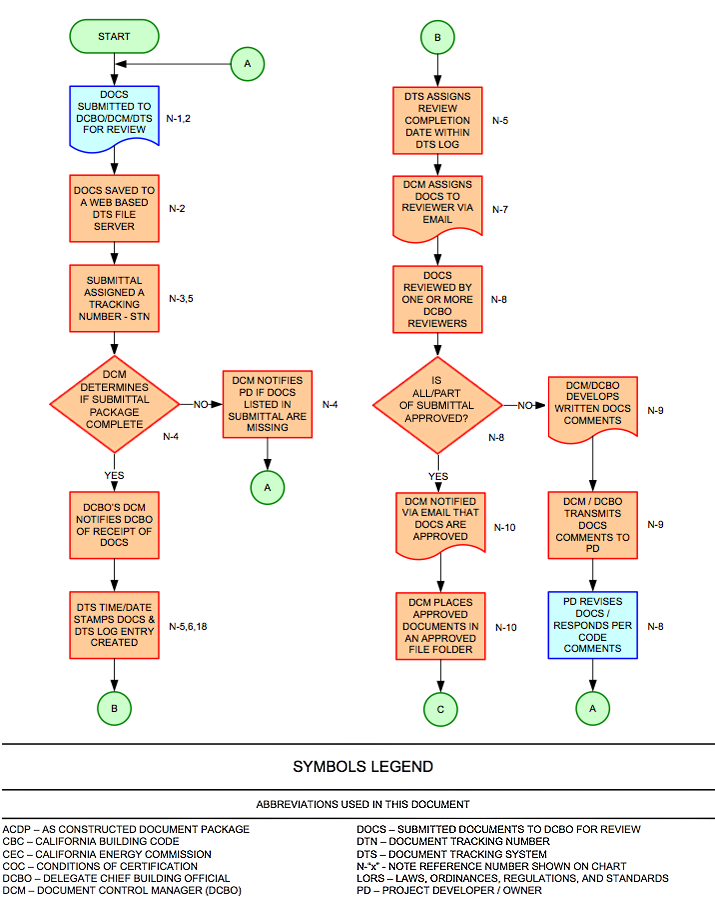 START
A
DOCS
SUBMITTED TO
DCBO/DCM/DTS
FOR REVIEW
N-1,2
DOCS SAVED TO
A WEB BASED
DTS FILE
SERVER
N-2
SUBMITTAL
ASSIGNED A
TRACKING
NUMBER - STN
N-3,5
DCM
DETERMINES
IF SUBMITTAL
PACKAGE
COMPLETE
N-4
NO
DCM NOTIFIES
PD IF DOCS
LISTED IN
SUBMITTAL ARE
MISSING
N-4
A
YES
DCBO'S DCM
NOTIFIES DCBO
OF RECEIPT OF
DOCS
DTS TIME/DATE
STAMPS DOCS &
DTS LOG ENTRY
CREATED
N-5,6,18
B
B
DTS ASSIGNS
REVIEW
COMPLETION
DATE WITHIN
DTS LOG
N-5
DCM ASSIGNS
DOCS TO
REVIEWER VIA
EMAIL
N-7
DOCS
REVIEWED BY
ONE OR MORE
DCBO
REVIEWERS
N-8
IS
ALL/PART
OF SUBMITTAL
APPROVED?
N-8
NO
DCM/DCBO
DEVELOPS
WRITTEN DOCS
COMMENTS
N-9
YES
DCM NOTIFIED
VIA EMAIL THAT
DOCS ARE
APPROVED
N-10
DCM / DCBO
TRANSMITS
DOCS
COMMENTS TO
PD
N-9
DCM PLACES
APPROVED
DOCUMENTS IN
AN APPROVED
FILE FOLDER
N-10
PD REVISES
DOCS /
RESPONDS PER
CODE
COMMENTS
N-8
C
A
SYMBOLS LEGEND
ABBREVIATIONS USED IN THIS DOCUMENT
ACDP – AS CONSTRUCTED DOCUMENT PACKAGE
CBC – CALIFORNIA BUILDING CODE
CEC – CALIFORNIA ENERGY COMMISSION
COC – CONDITIONS OF CERTIFICATION
DCBO – DELEGATE CHIEF BUILDING OFFICIAL
DCM – DOCUMENT CONTROL MANAGER (DCBO)
DOCS – SUBMITTED DOCUMENTS TO DCBO FOR REVIEW
DTN – DOCUMENT TRACKING NUMBER
DTS – DOCUMENT TRACKING SYSTEM
N-"x" - NOTE REFERENCE NUMBER SHOWN ON CHART
LORS – LAWS, ORDINANCES, REGULATIONS, AND STANDARDS
PD – PROJECT DEVELOPER / OWNER